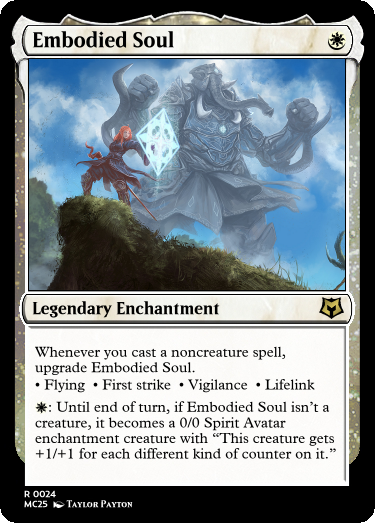 Embodied Soul
Legendary Enchantment
Whenever you cast a noncreature spell,
upgrade Embodied Soul.
• Flying • First strike • Vigilance • Lifelink
: Until end of turn, if Embodied Soul isn't a
creature, it becomes a 0/0 Spirit Avatar
enchantment creature with “This creature gets
+1/+1 for each different kind of counter on it.”
R 0024
MC25 Taylor Payton